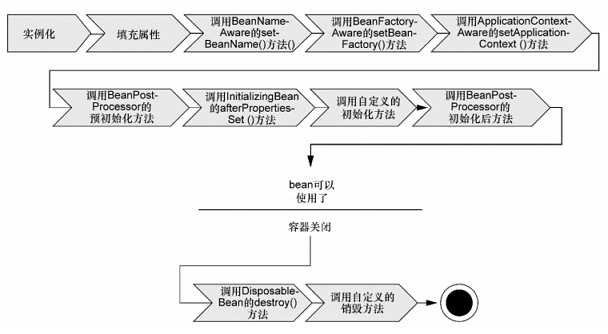 实例化
填充属性
调用BeanName-
Aware的set-
BeanName()方法()
调用BeanFactory-
Aware的setBean-
Factory()方法
调用ApplicationContext-
Aware的setApplication-
Context ()方法
调用BeanPost-
Processor的
预初始化方法
调用InitializingBean
的afterProperties-
Set ()方法
调用自定义的
初始化方法
调用BeanPost-
Processor的
初始化后方法
bean可以
使用了
容器关闭
调用Disposable-
Bean的destroy()
方法
调用自定义的
销毁方法